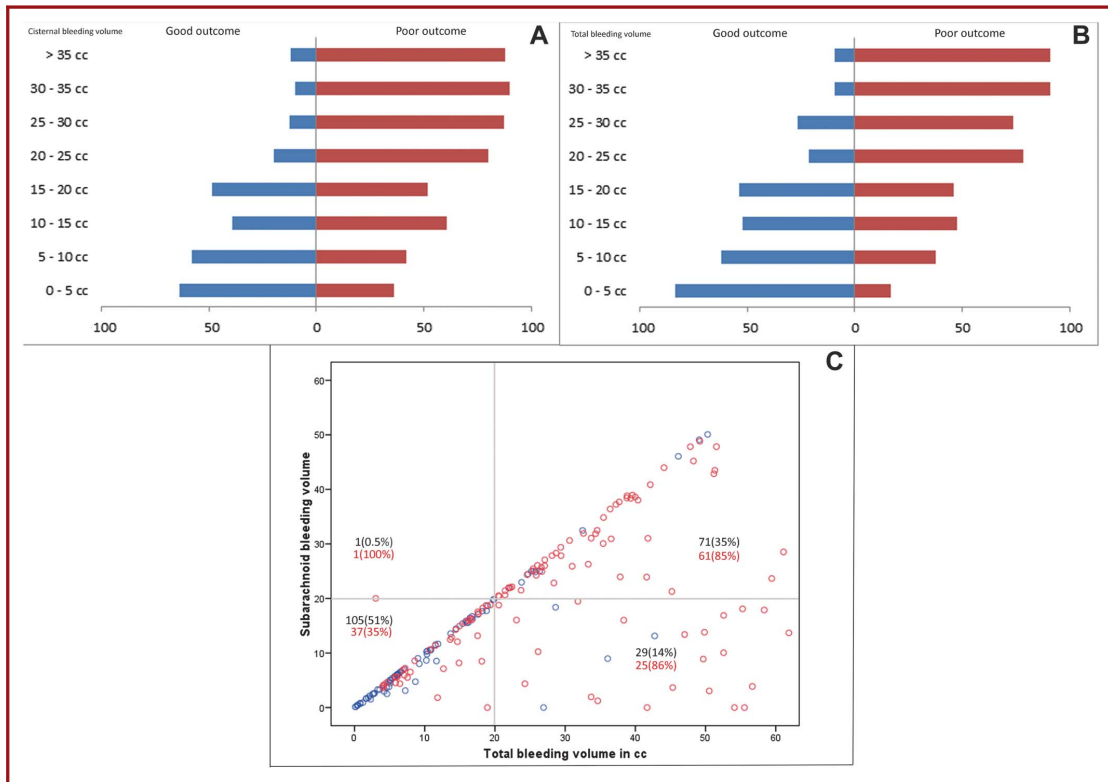 Cisternal bleeding volume Good outcome Poor outcome A
> 35 cc
30 - 35 cc
25 - 30 cc
20 - 25 cc
15 - 20 cc
10 - 15 cc
5 - 10 cc
0 - 5 cc
100 50 0 50 100
Total bleeding volume Good outcome Poor outcome B
> 35 cc
30 - 35 cc
25 - 30 cc
20 - 25 cc
15 - 20 cc
10 - 15 cc
5 - 10 cc
0 - 5 cc
100 50 0 50 100
C
Subarachnoid bleeding volume
60
50
40
30
20
10
0
1(0.5%)
1(100%)
71(35%)
61(85%)
105(51%)
37(35%)
29(14%)
25(86%)
0 10 20 30 40 50 60
Total bleeding volume in cc